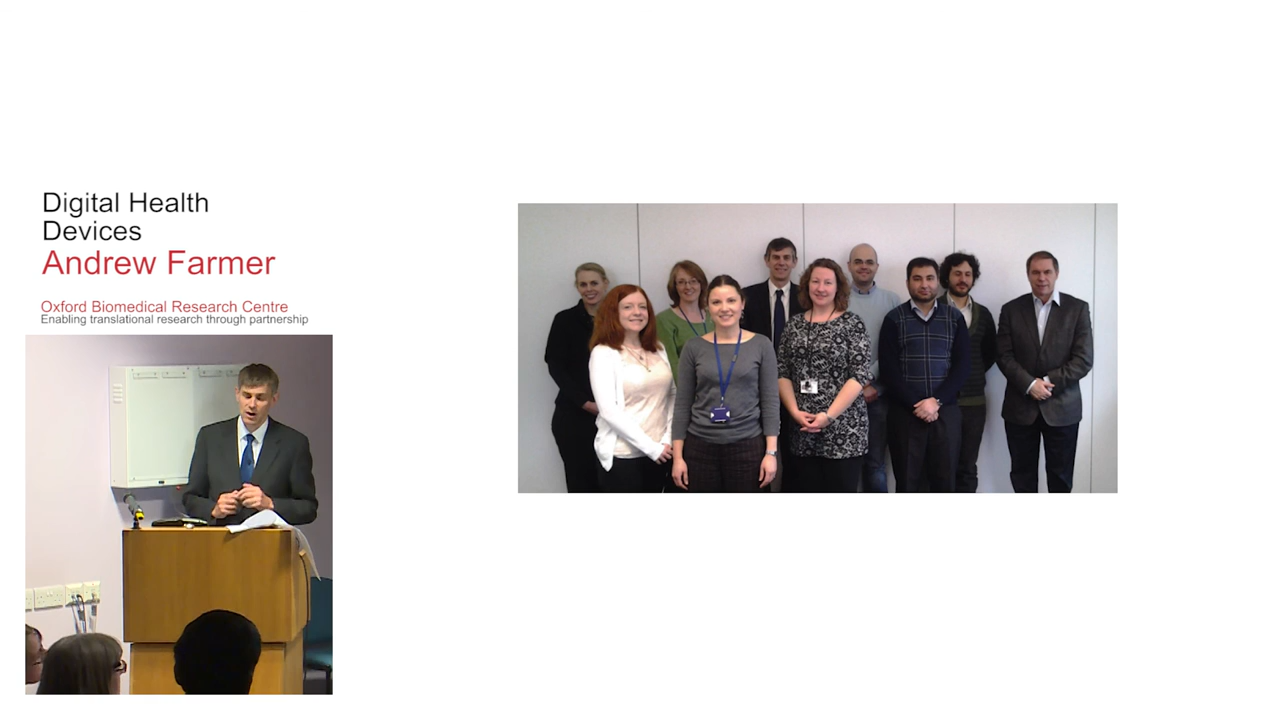 Digital Health
Devices
Andrew Farmer
Oxford Biomedical Research Centre
Enabling translational research through partnership